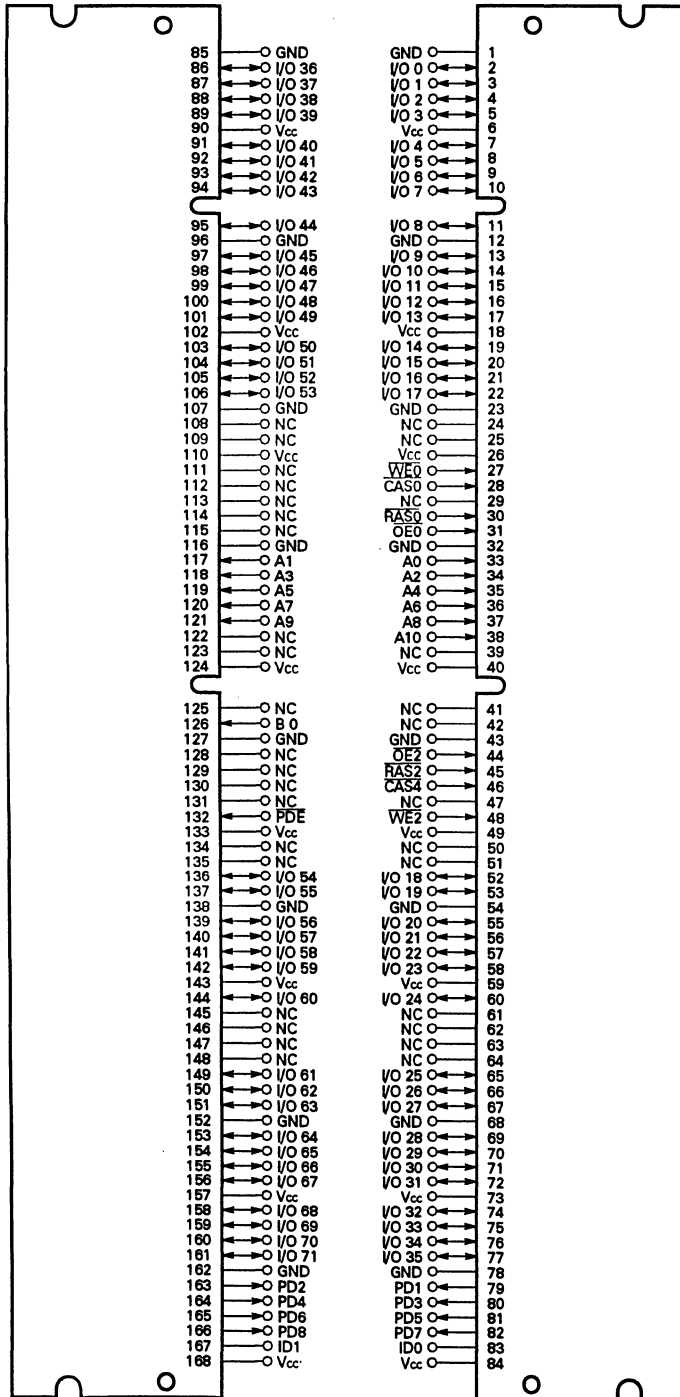 85 GND GND 1
86 I/O 36 I/O 0 2
87 I/O 37 I/O 1 3
88 I/O 38 I/O 2 4
89 I/O 39 I/O 3 5
90 Vcc Vcc 6
91 I/O 40 I/O 4 7
92 I/O 41 I/O 5 8
93 I/O 42 I/O 6 9
94 I/O 43 I/O 7 10
95 I/O 44 I/O 8 11
96 GND GND 12
97 I/O 45 I/O 9 13
98 I/O 46 I/O 10 14
99 I/O 47 I/O 11 15
100 I/O 48 I/O 12 16
101 I/O 49 I/O 13 17
102 Vcc Vcc 18
103 I/O 50 I/O 14 19
104 I/O 51 I/O 15 20
105 I/O 52 I/O 16 21
106 I/O 53 I/O 17 22
107 GND GND 23
108 NC NC 24
109 NC NC 25
110 Vcc Vcc 26
111 NC W̅E̅0̅ 27
112 NC C̅A̅S̅0̅ 28
113 NC NC 29
114 NC R̅A̅S̅0̅ 30
115 NC O̅E̅0̅ 31
116 GND GND 32
117 A1 A0 33
118 A3 A2 34
119 A5 A4 35
120 A7 A6 36
121 A9 A8 37
122 NC A10 38
123 NC NC 39
124 Vcc Vcc 40
125 NC NC 41
126 B 0 NC 42
127 GND GND 43
128 NC O̅E̅2̅ 44
129 NC R̅A̅S̅2̅ 45
130 NC C̅A̅S̅4̅ 46
131 NC NC 47
132 P̅D̅E̅ W̅E̅2̅ 48
133 Vcc Vcc 49
134 NC NC 50
135 NC NC 51
136 I/O 54 I/O 18 52
137 I/O 55 I/O 19 53
138 GND GND 54
139 I/O 56 I/O 20 55
140 I/O 57 I/O 21 56
141 I/O 58 I/O 22 57
142 I/O 59 I/O 23 58
143 Vcc Vcc 59
144 I/O 60 I/O 24 60
145 NC NC 61
146 NC NC 62
147 NC NC 63
148 NC NC 64
149 I/O 61 I/O 25 65
150 I/O 62 I/O 26 66
151 I/O 63 I/O 27 67
152 GND GND 68
153 I/O 64 I/O 28 69
154 I/O 65 I/O 29 70
155 I/O 66 I/O 30 71
156 I/O 67 I/O 31 72
157 Vcc Vcc 73
158 I/O 68 I/O 32 74
159 I/O 69 I/O 33 75
160 I/O 70 I/O 34 76
161 I/O 71 I/O 35 77
162 GND GND 78
163 PD2 PD1 79
164 PD4 PD3 80
165 PD6 PD5 81
166 PD8 PD7 82
167 ID1 ID0 83
168 Vcc Vcc 84